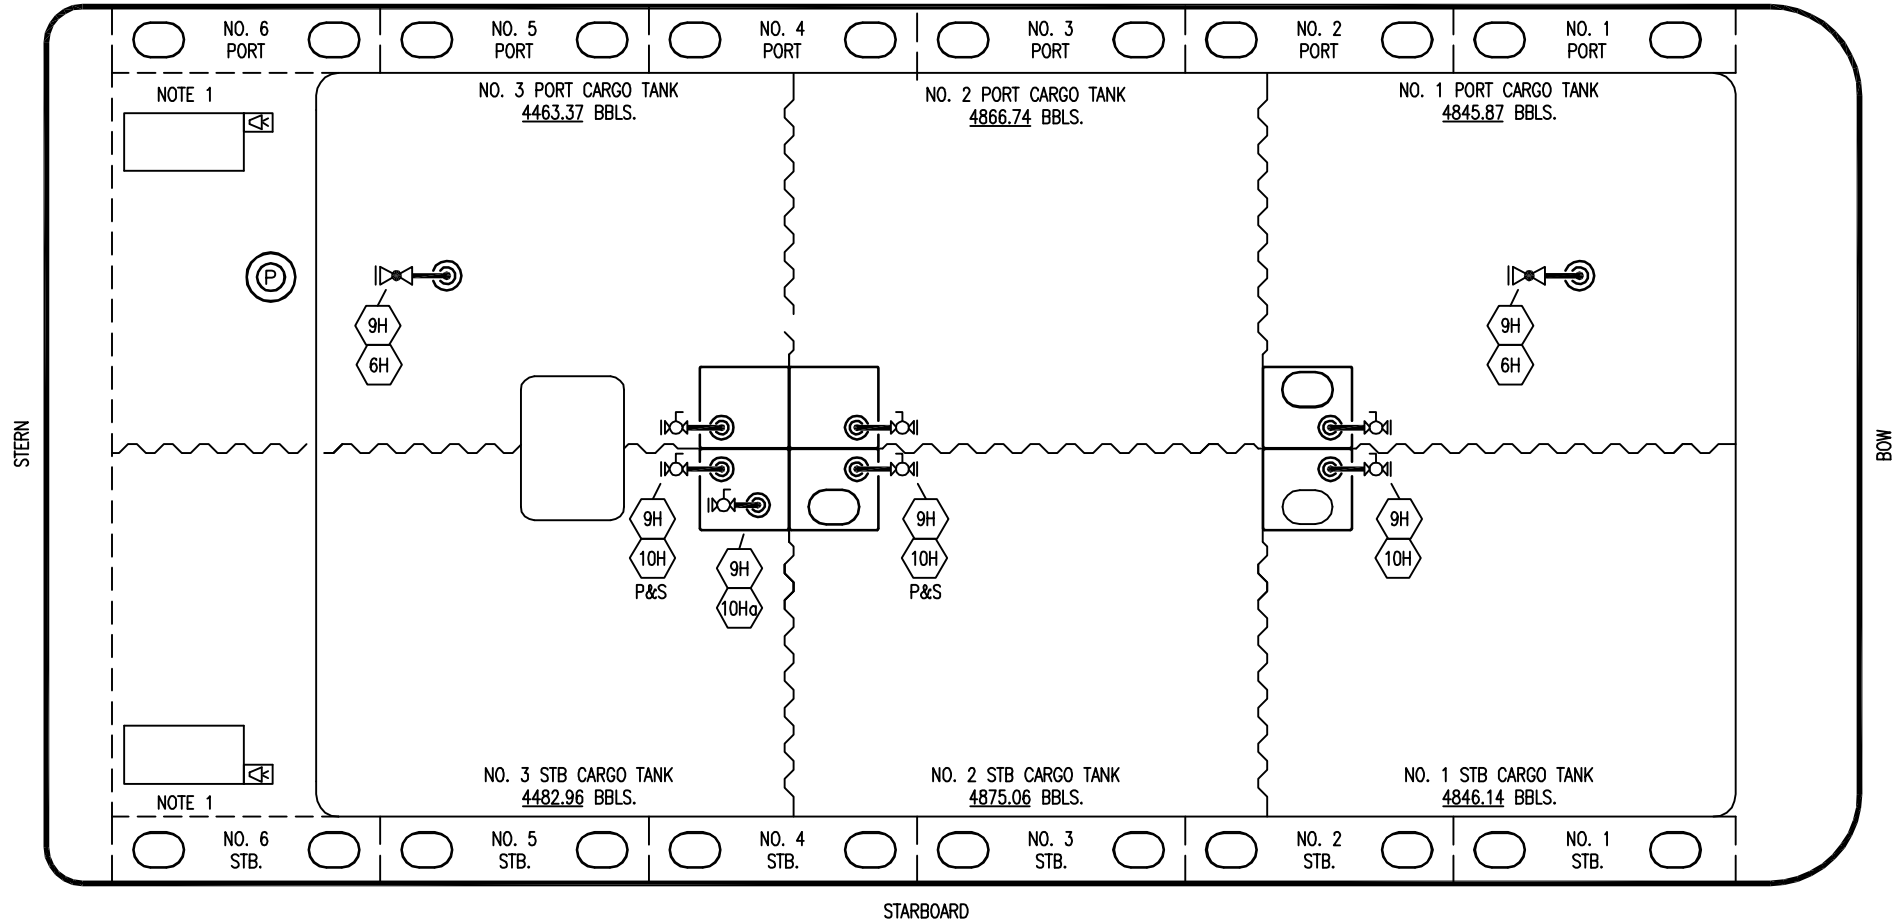 NO. 6
PORT
NO. 5
PORT
NO. 4
PORT
NO. 3
PORT
NO. 2
PORT
NO. 1
PORT
NOTE 1
NO. 3 PORT CARGO TANK
4463.37 BBLS.
NO. 2 PORT CARGO TANK
4866.74 BBLS.
NO. 1 PORT CARGO TANK
4845.87 BBLS.
P
9H
6H
9H
6H
STERN
BOW
9H
10H
P&S
9H
10Ha
9H
10H
P&S
9H
10H
NO. 3 STB CARGO TANK
4482.96 BBLS.
NO. 2 STB CARGO TANK
4875.06 BBLS.
NO. 1 STB CARGO TANK
4846.14 BBLS.
NOTE 1
NO. 6
STB.
NO. 5
STB.
NO. 4
STB.
NO. 3
STB.
NO. 2
STB.
NO. 1
STB.
STARBOARD